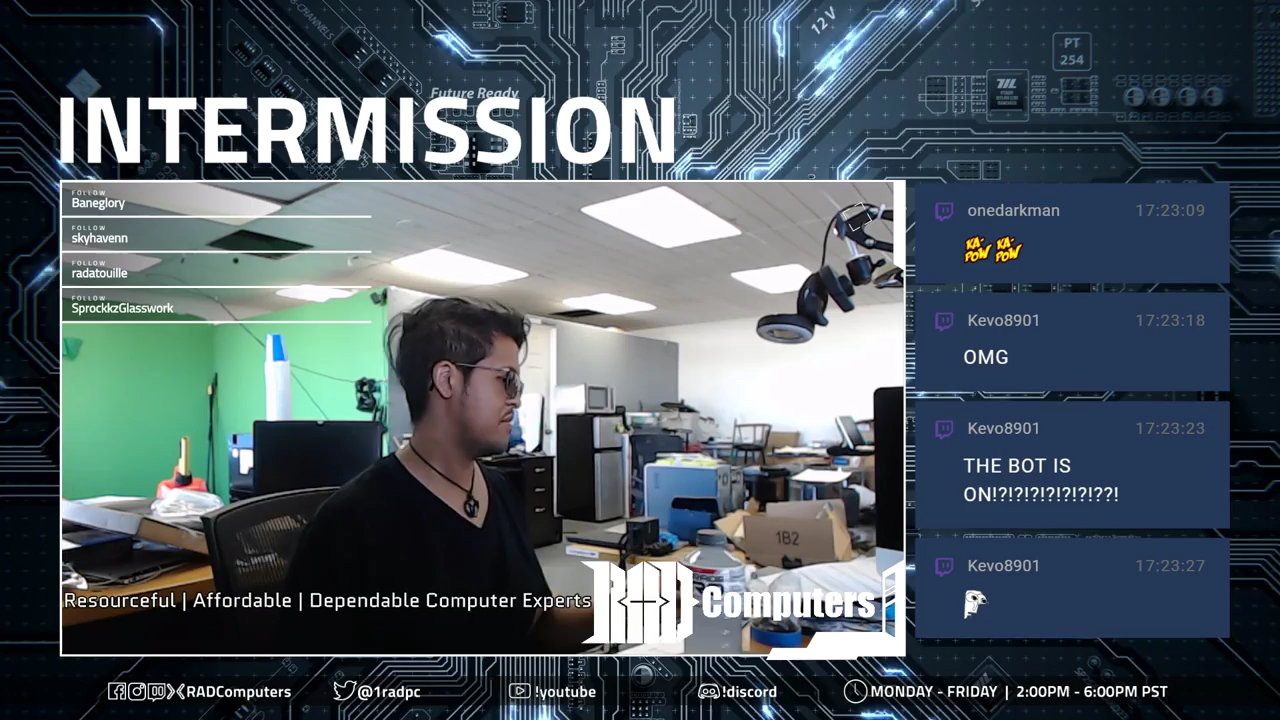 6-CHANNELS
12V
PT
254
Future Ready
INTERMISSION
FOLLOW
Baneglory
FOLLOW
skyhavenn
FOLLOW
radatouille
FOLLOW
SprockkzGlasswork
onedarkman 17:23:09
KA-POW KA-POW
Kevo8901 17:23:18
OMG
Kevo8901 17:23:23
THE BOT IS
ON!?!?!?!?!?!?!??!
Kevo8901 17:23:27
1B2
Resourceful | Affordable | Dependable Computer Experts
RAD Computers
RADComputers @1radpc !youtube !discord MONDAY - FRIDAY | 2:00PM - 6:00PM PST